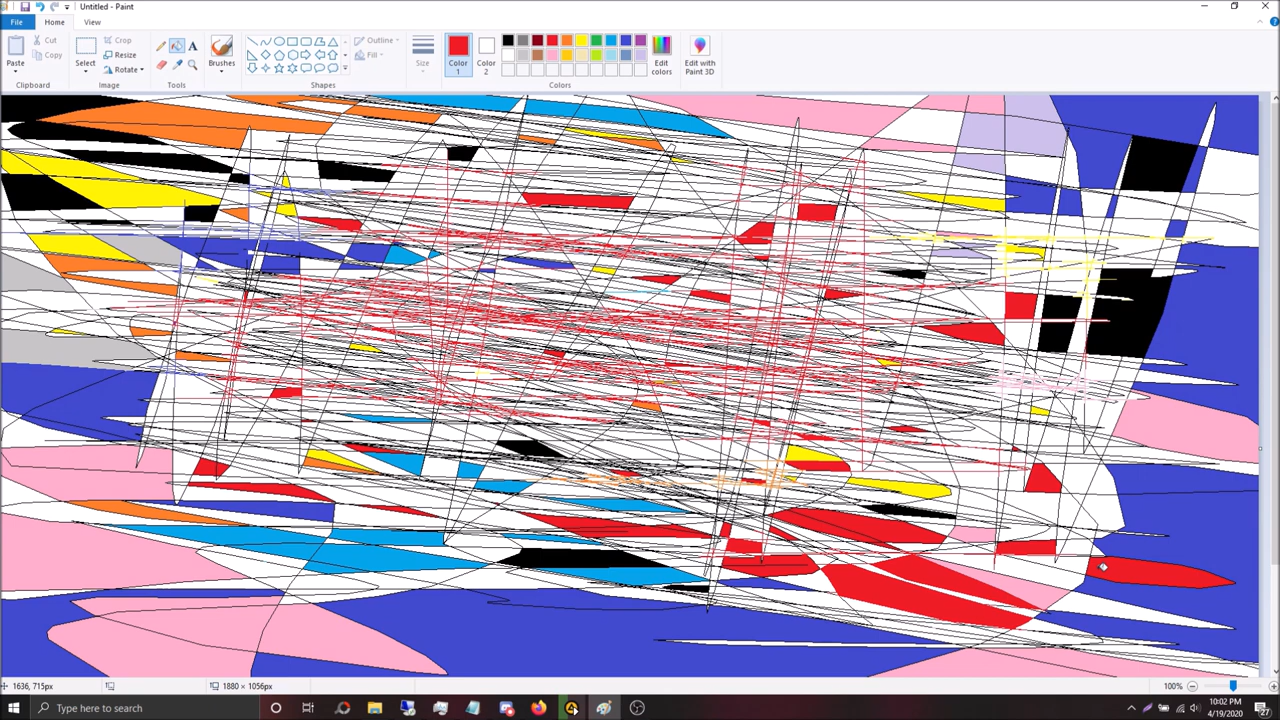 Untitled - Paint
File
Home
View
Paste
Cut
Copy
Clipboard
Select
Crop
Resize
Rotate
Image
A
Tools
Brushes
Outline
Fill
Shapes
Size
Color 1
Color 2
Edit colors
Edit with Paint 3D
Colors
1636, 715px
1880 × 1056px
100%
Type here to search
10:02 PM
4/19/2020
27